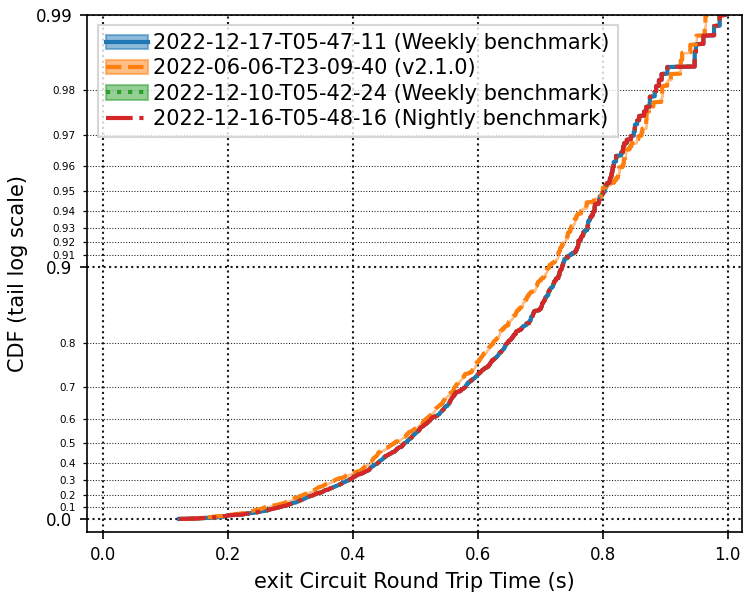 0.99
2022-12-17-T05-47-11 (Weekly benchmark)
2022-06-06-T23-09-40 (v2.1.0)
2022-12-10-T05-42-24 (Weekly benchmark)
2022-12-16-T05-48-16 (Nightly benchmark)
0.98
0.97
0.96
0.95
0.94
0.93
0.92
0.91
0.9
0.8
0.7
0.6
0.5
0.4
0.3
0.2
0.1
0.0
CDF (tail log scale)
0.0 0.2 0.4 0.6 0.8 1.0
exit Circuit Round Trip Time (s)